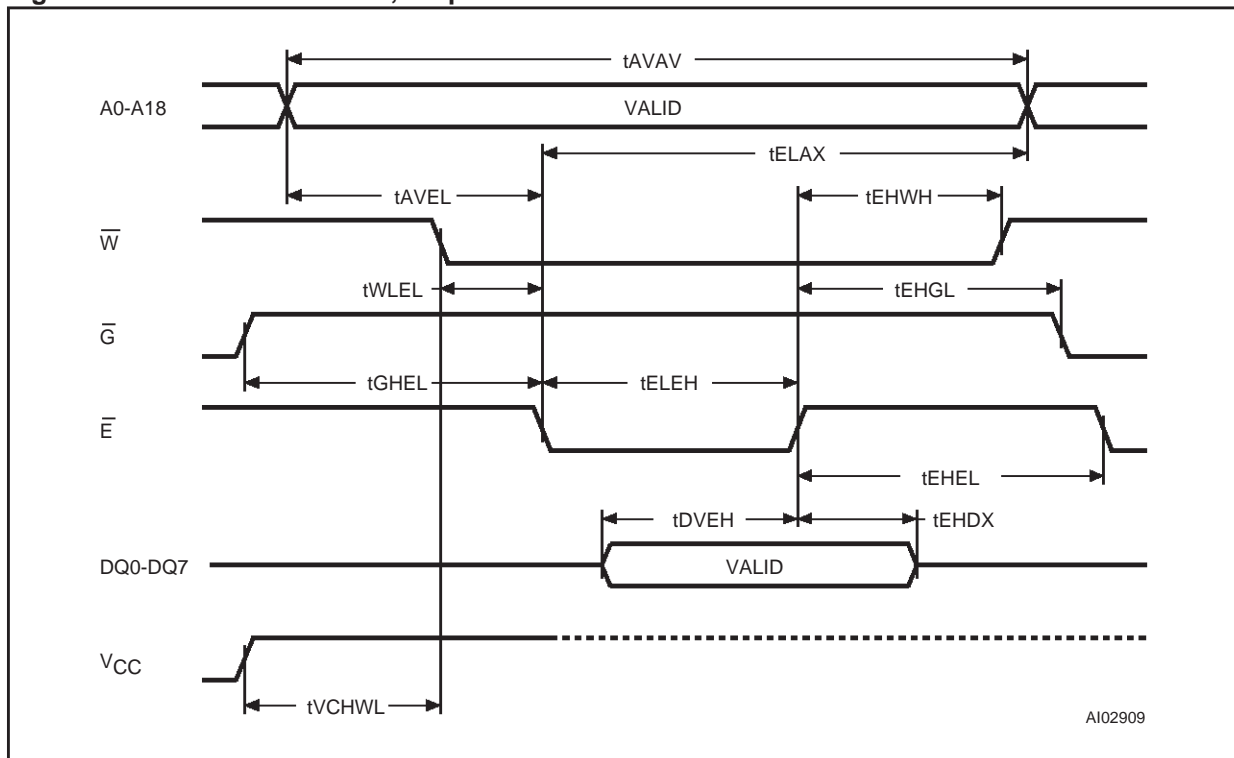 tAVAV
A0-A18
VALID
tELAX
tAVEL
tEHWH
W
tWLEL
tEHGL
G
tGHEL
tELEH
E
tEHEL
tDVEH
tEHDX
DQ0-DQ7
VALID
VCC
tVCHWL
AI02909